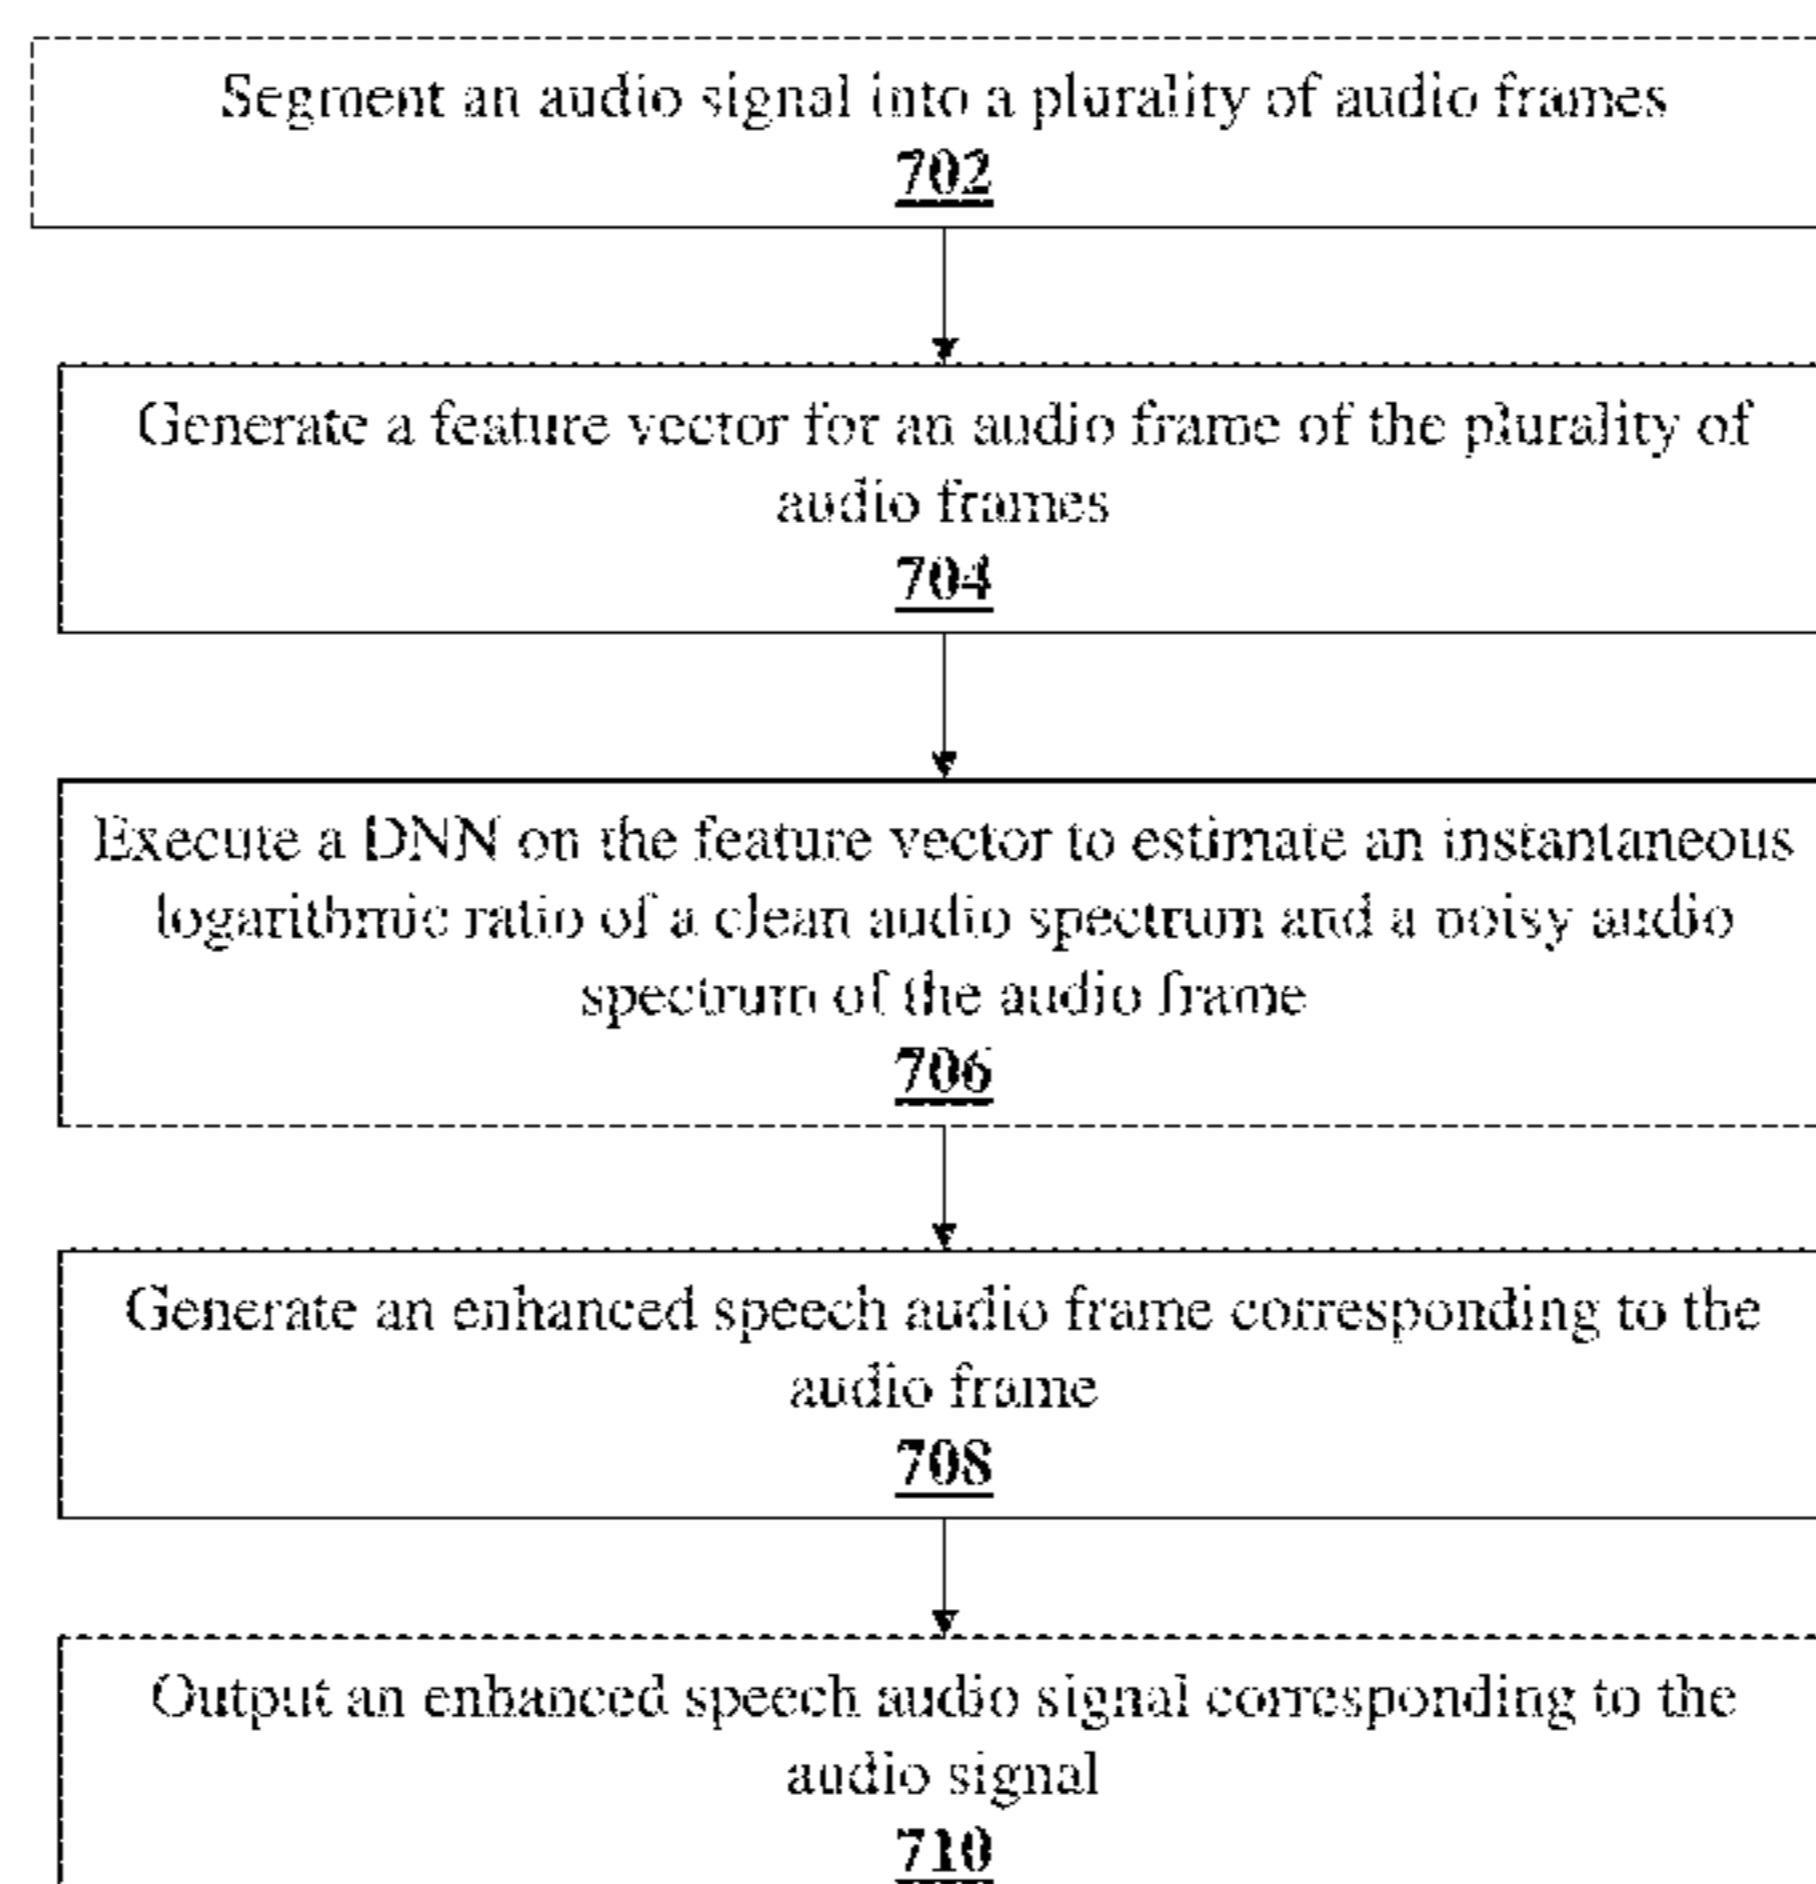 Segment an audio signal into a plurality of audio frames
702
Generate a feature vector for an audio frame of the plurality of
audio frames
704
Execute a DNN on the feature vector to estimate an instantaneous
logarithmic ratio of a clean audio spectrum and a noisy audio
spectrum of the audio frame
706
Generate an enhanced speech audio frame corresponding to the
audio frame
708
Output an enhanced speech audio signal corresponding to the
audio signal
710